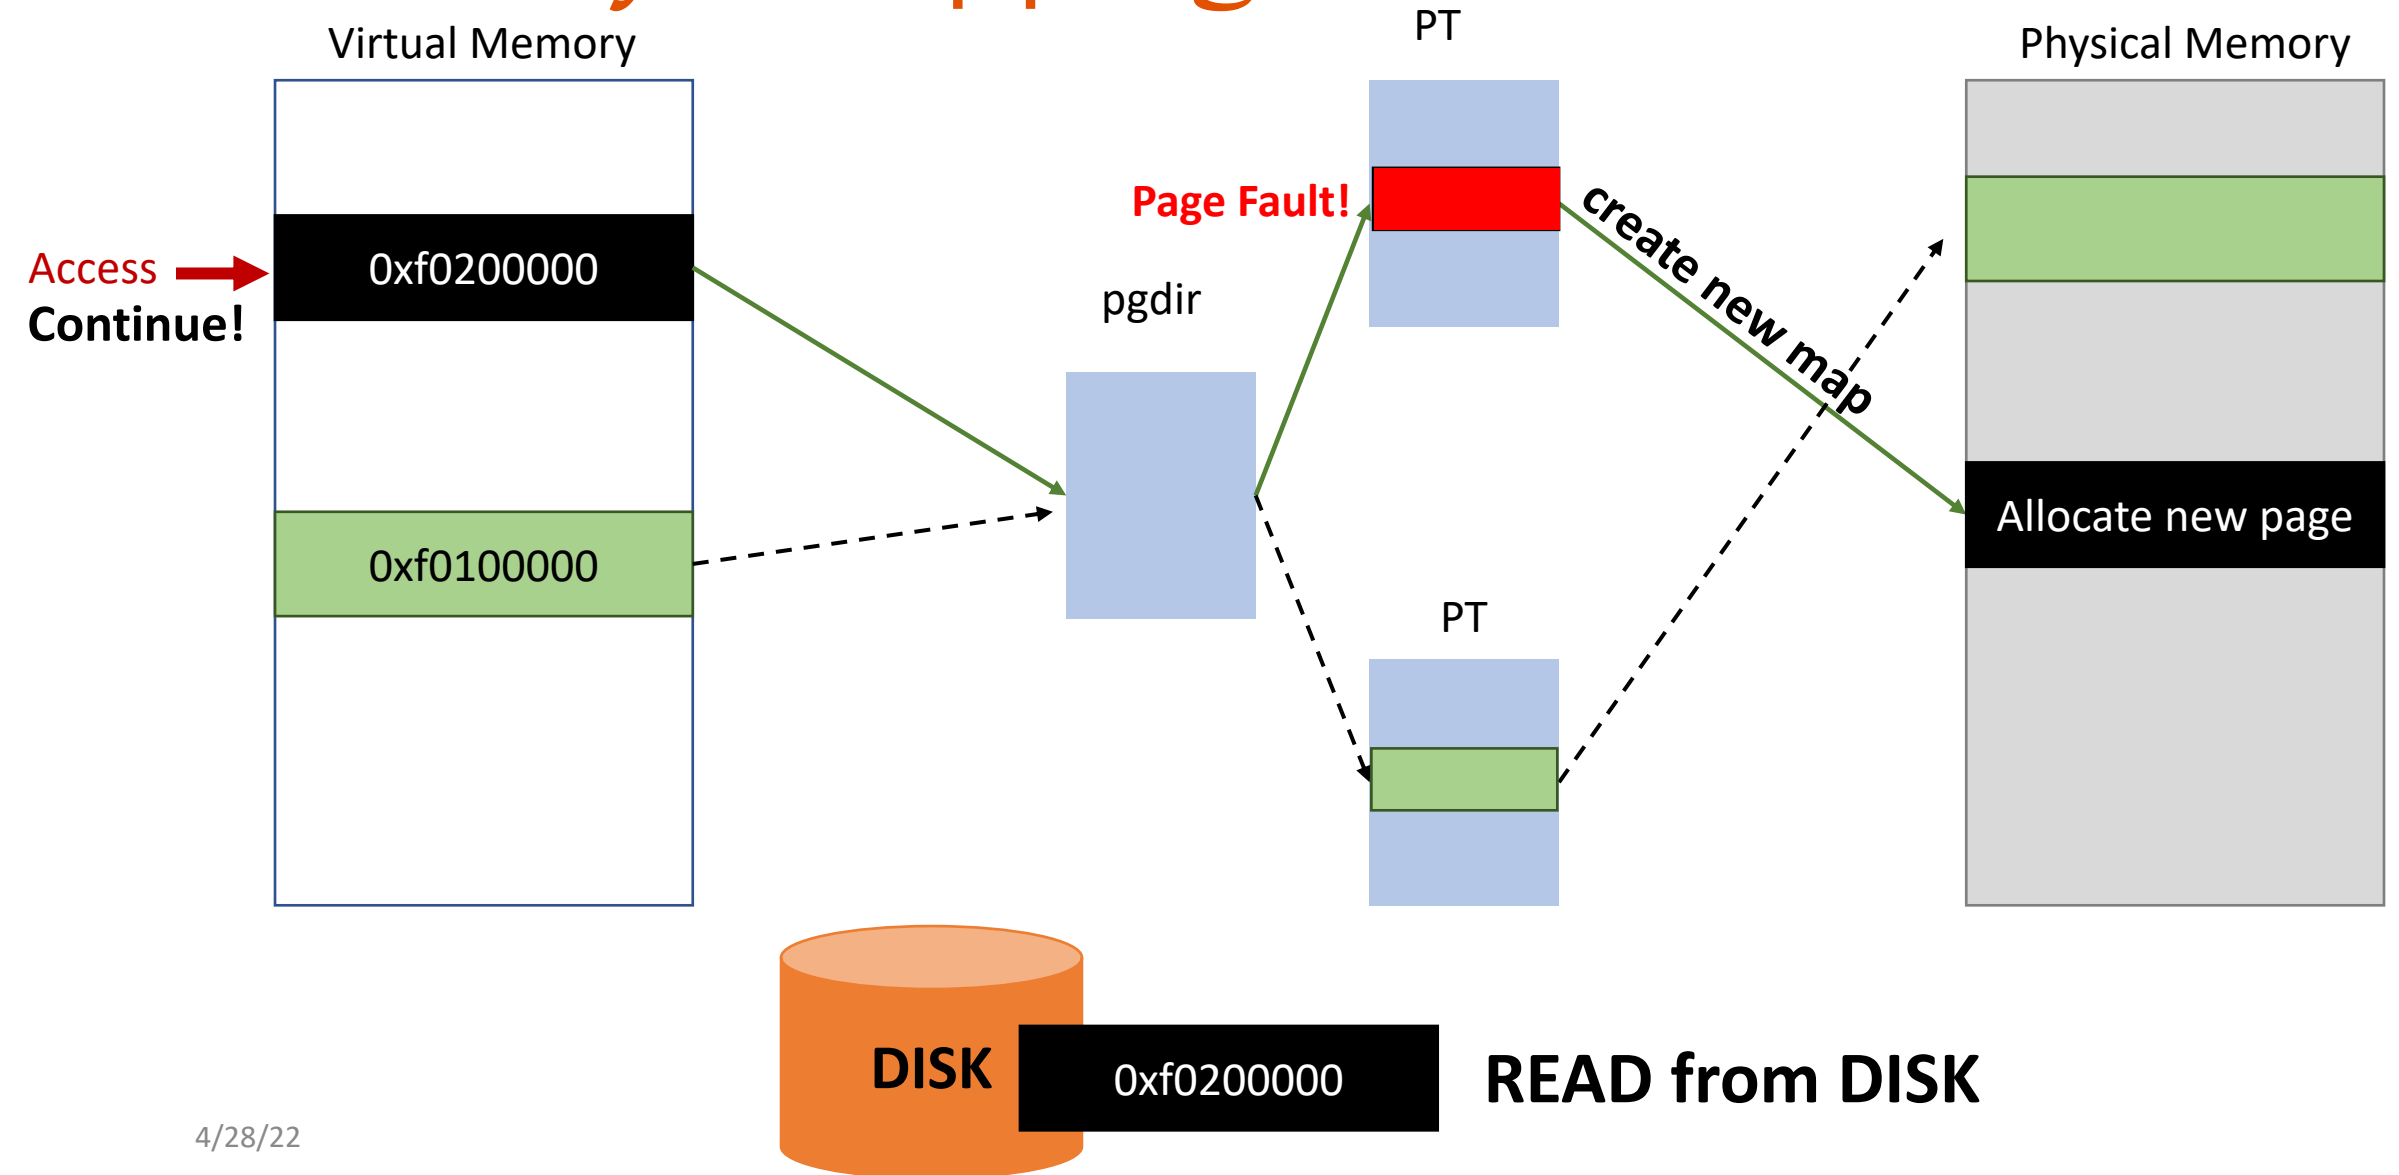 Virtual Memory
PT
Physical Memory
Page Fault!
create new map
Access
0xf0200000
Continue!
pgdir
Allocate new page
0xf0100000
PT
DISK
0xf0200000
READ from DISK
4/28/22